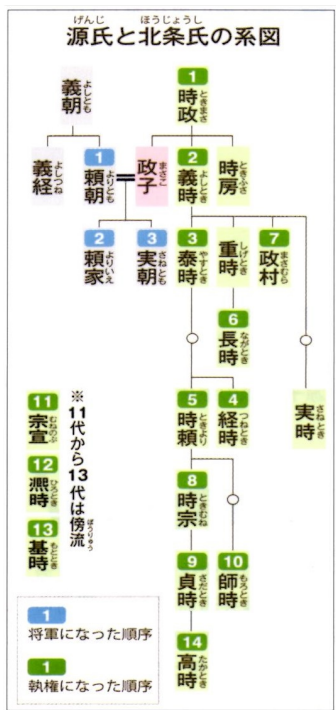 げんじ ほうじょうし
源氏と北条氏の系図
義朝 よしとも
1 時政 ときまさ
義経 よしつね
1 頼朝 よりとも
政子 まさこ
2 義時 よしとき
時房 ときふさ
2 頼家 よりいえ
3 実朝 さねとも
3 泰時 やすとき
重時 しげとき
7 政村 まさむら
6 長時 ながとき
実時 さねとき
5 時頼 ときより
4 経時 つねとき
8 時宗 ときむね
9 貞時 さだとき
10 師時 もろとき
14 高時 たかとき
※11代から13代は傍流 ぼうりゅう
11 宗宣 むねのぶ
12 煕時 ひろとき
13 基時 もととき
1
将軍になった順序
1
執権になった順序